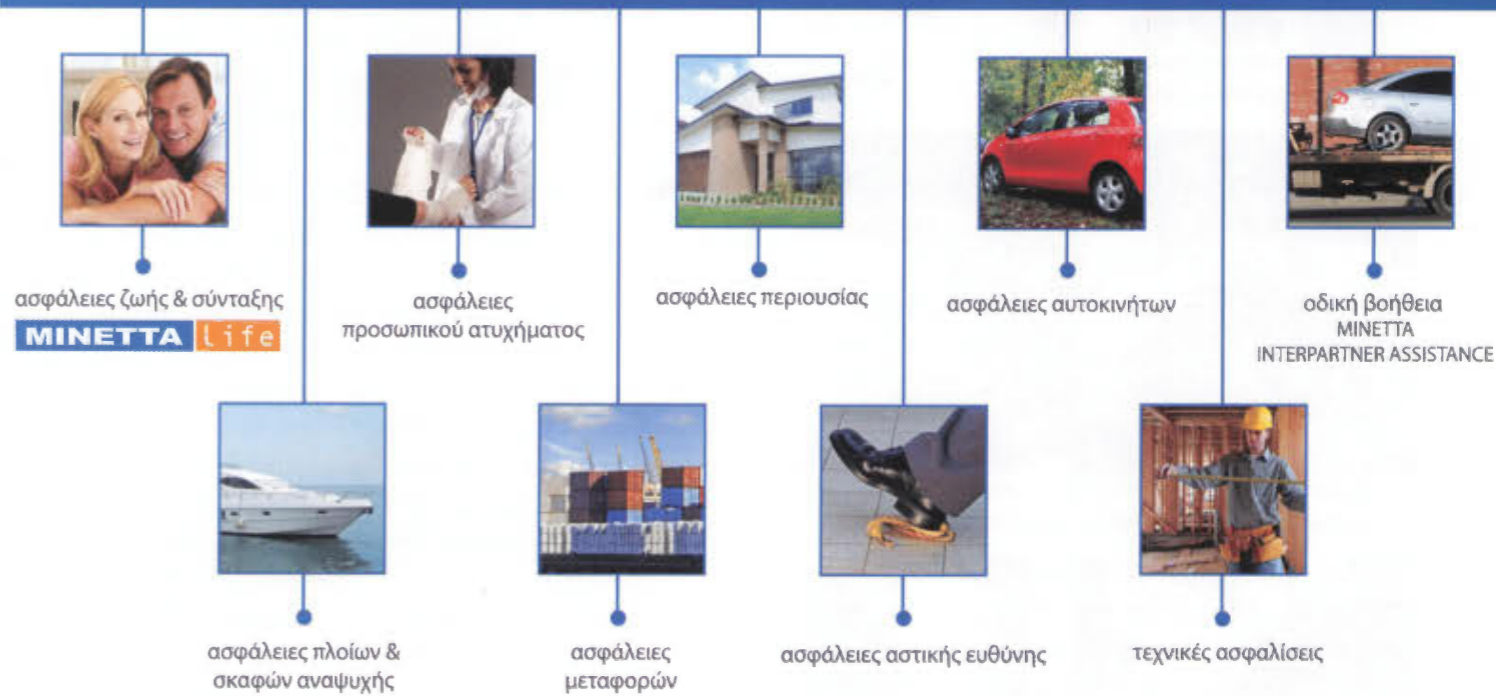 ασφάλειες ζωής & σύνταξης
MINETTA life
ασφάλειες
προσωπικού ατυχήματος
ασφάλειες περιουσίας
ασφάλειες αυτοκινήτων
οδική βοήθεια
MINETTA
INTERPARTNER ASSISTANCE
ασφάλειες πλοίων &
σκαφών αναψυχής
ασφάλειες
μεταφορών
ασφάλειες αστικής ευθύνης
τεχνικές ασφαλίσεις